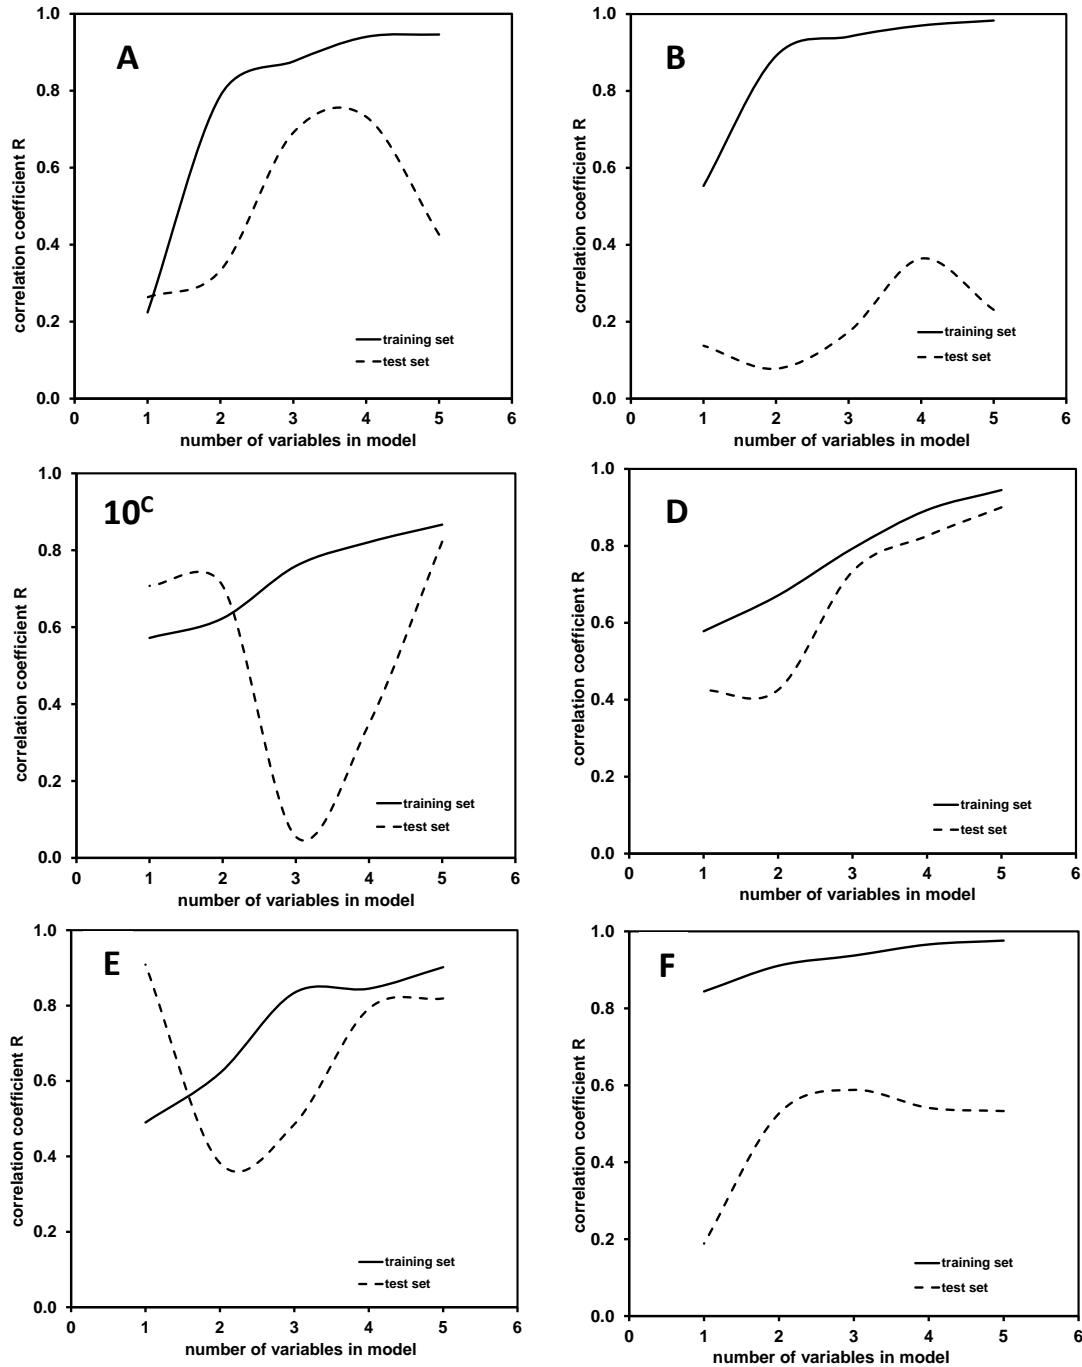 A
correlation coefficient R
1.0
0.8
0.6
0.4
0.2
0.0
training set
test set
0 1 2 3 4 5 6
number of variables in model
B
correlation coefficient R
1.0
0.8
0.6
0.4
0.2
0.0
training set
test set
0 1 2 3 4 5 6
number of variables in model
10^C
correlation coefficient R
1.0
0.8
0.6
0.4
0.2
0.0
training set
test set
0 1 2 3 4 5 6
number of variables in model
D
correlation coefficient R
1.0
0.8
0.6
0.4
0.2
0.0
training set
test set
0 1 2 3 4 5 6
number of variables in model
E
correlation coefficient R
1.0
0.8
0.6
0.4
0.2
0.0
training set
test set
0 1 2 3 4 5 6
number of variables in model
F
correlation coefficient R
1.0
0.8
0.6
0.4
0.2
0.0
training set
test set
0 1 2 3 4 5 6
number of variables in model